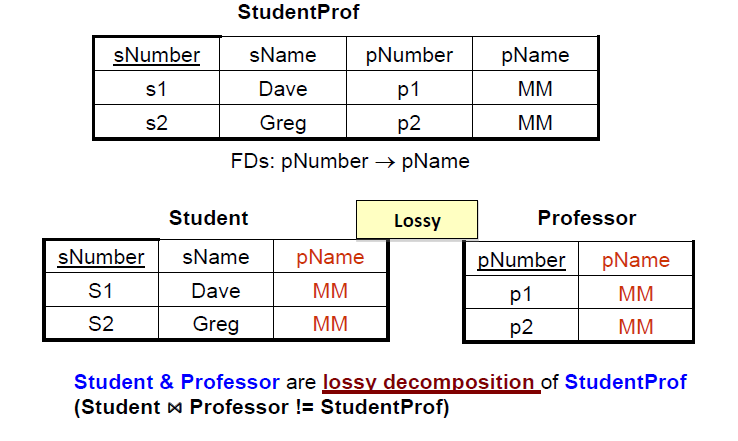 StudentProf
sNumber sName pNumber pName
s1 Dave p1 MM
s2 Greg p2 MM
FDs: pNumber → pName
Student Lossy Professor
sNumber sName pName pNumber pName
S1 Dave MM p1 MM
S2 Greg MM p2 MM
Student & Professor are lossy decomposition of StudentProf
(Student ⋈ Professor != StudentProf)